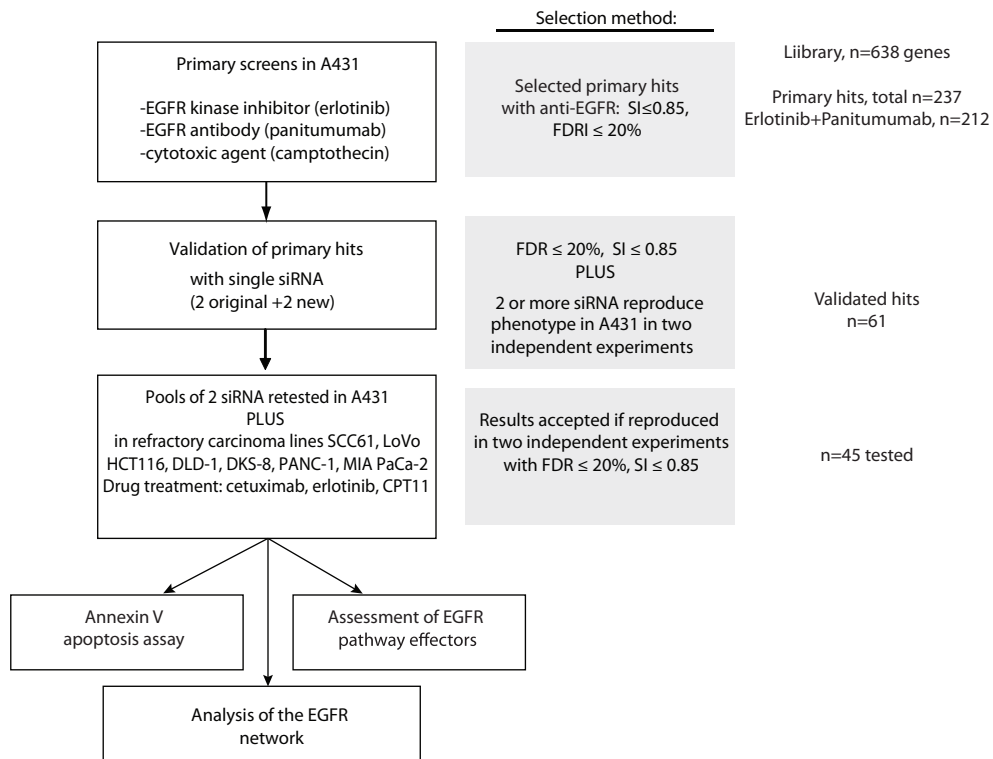 Selection method:
Primary screens in A431
-EGFR kinase inhibitor (erlotinib)
-EGFR antibody (panitumumab)
-cytotoxic agent (camptothecin)
Selected primary hits
with anti-EGFR: SI≤0.85,
FDRI ≤ 20%
Liibrary, n=638 genes
Primary hits, total n=237
Erlotinib+Panitumumab, n=212
Validation of primary hits
with single siRNA
(2 original +2 new)
FDR ≤ 20%, SI ≤ 0.85
PLUS
2 or more siRNA reproduce
phenotype in A431 in two
independent experiments
Validated hits
n=61
Pools of 2 siRNA retested in A431
PLUS
in refractory carcinoma lines SCC61, LoVo
HCT116, DLD-1, DKS-8, PANC-1, MIA PaCa-2
Drug treatment: cetuximab, erlotinib, CPT11
Results accepted if reproduced
in two independent experiments
with FDR ≤ 20%, SI ≤ 0.85
n=45 tested
Annexin V
apoptosis assay
Assessment of EGFR
pathway effectors
Analysis of the EGFR
network